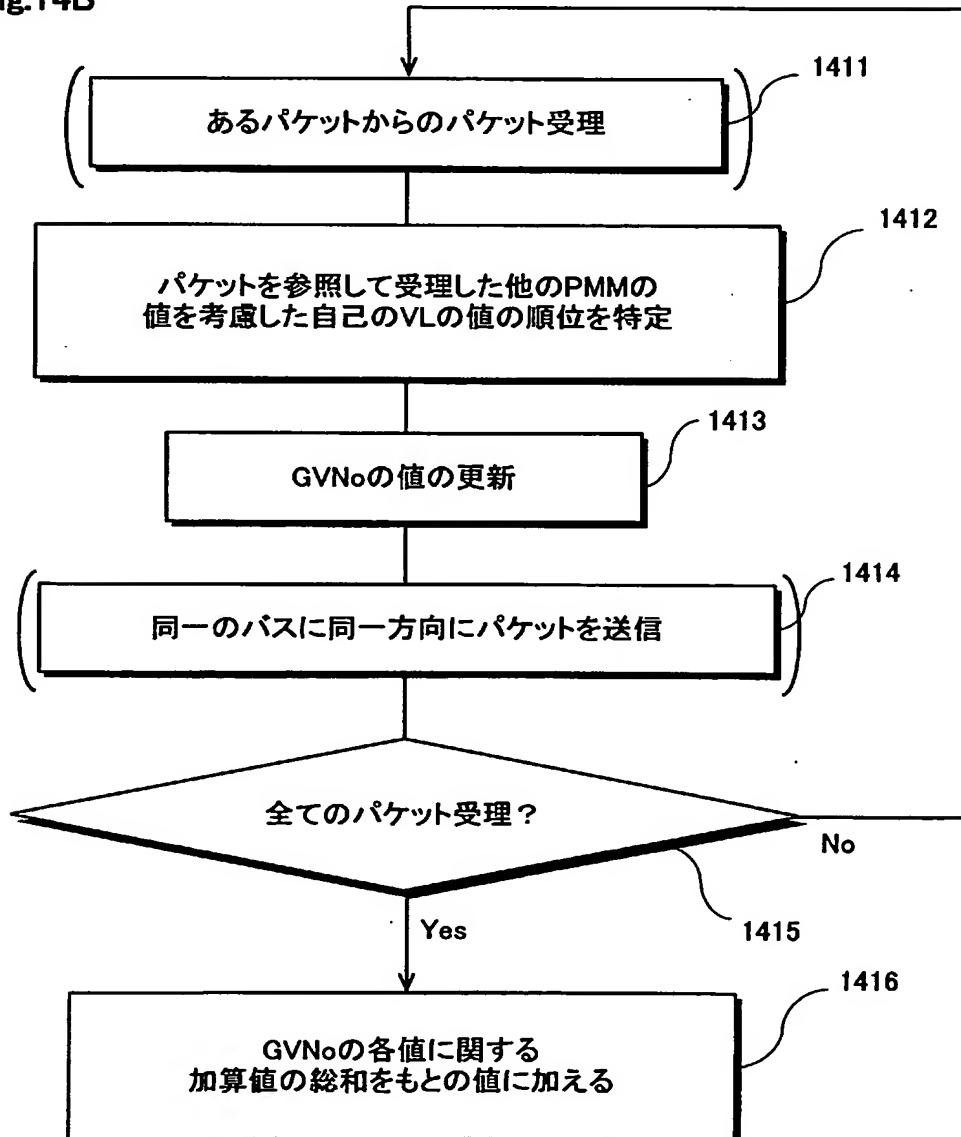 ig.14B
1411
あるパケットからのパケット受理
1412
パケットを参照して受理した他のPMMの
値を考慮した自己のVLの値の順位を特定
1413
GVNoの値の更新
1414
同一のバスに同一方向にパケットを送信
全てのパケット受理?
No
Yes
1415
1416
GVNoの各値に関する
加算値の総和をもとの値に加える